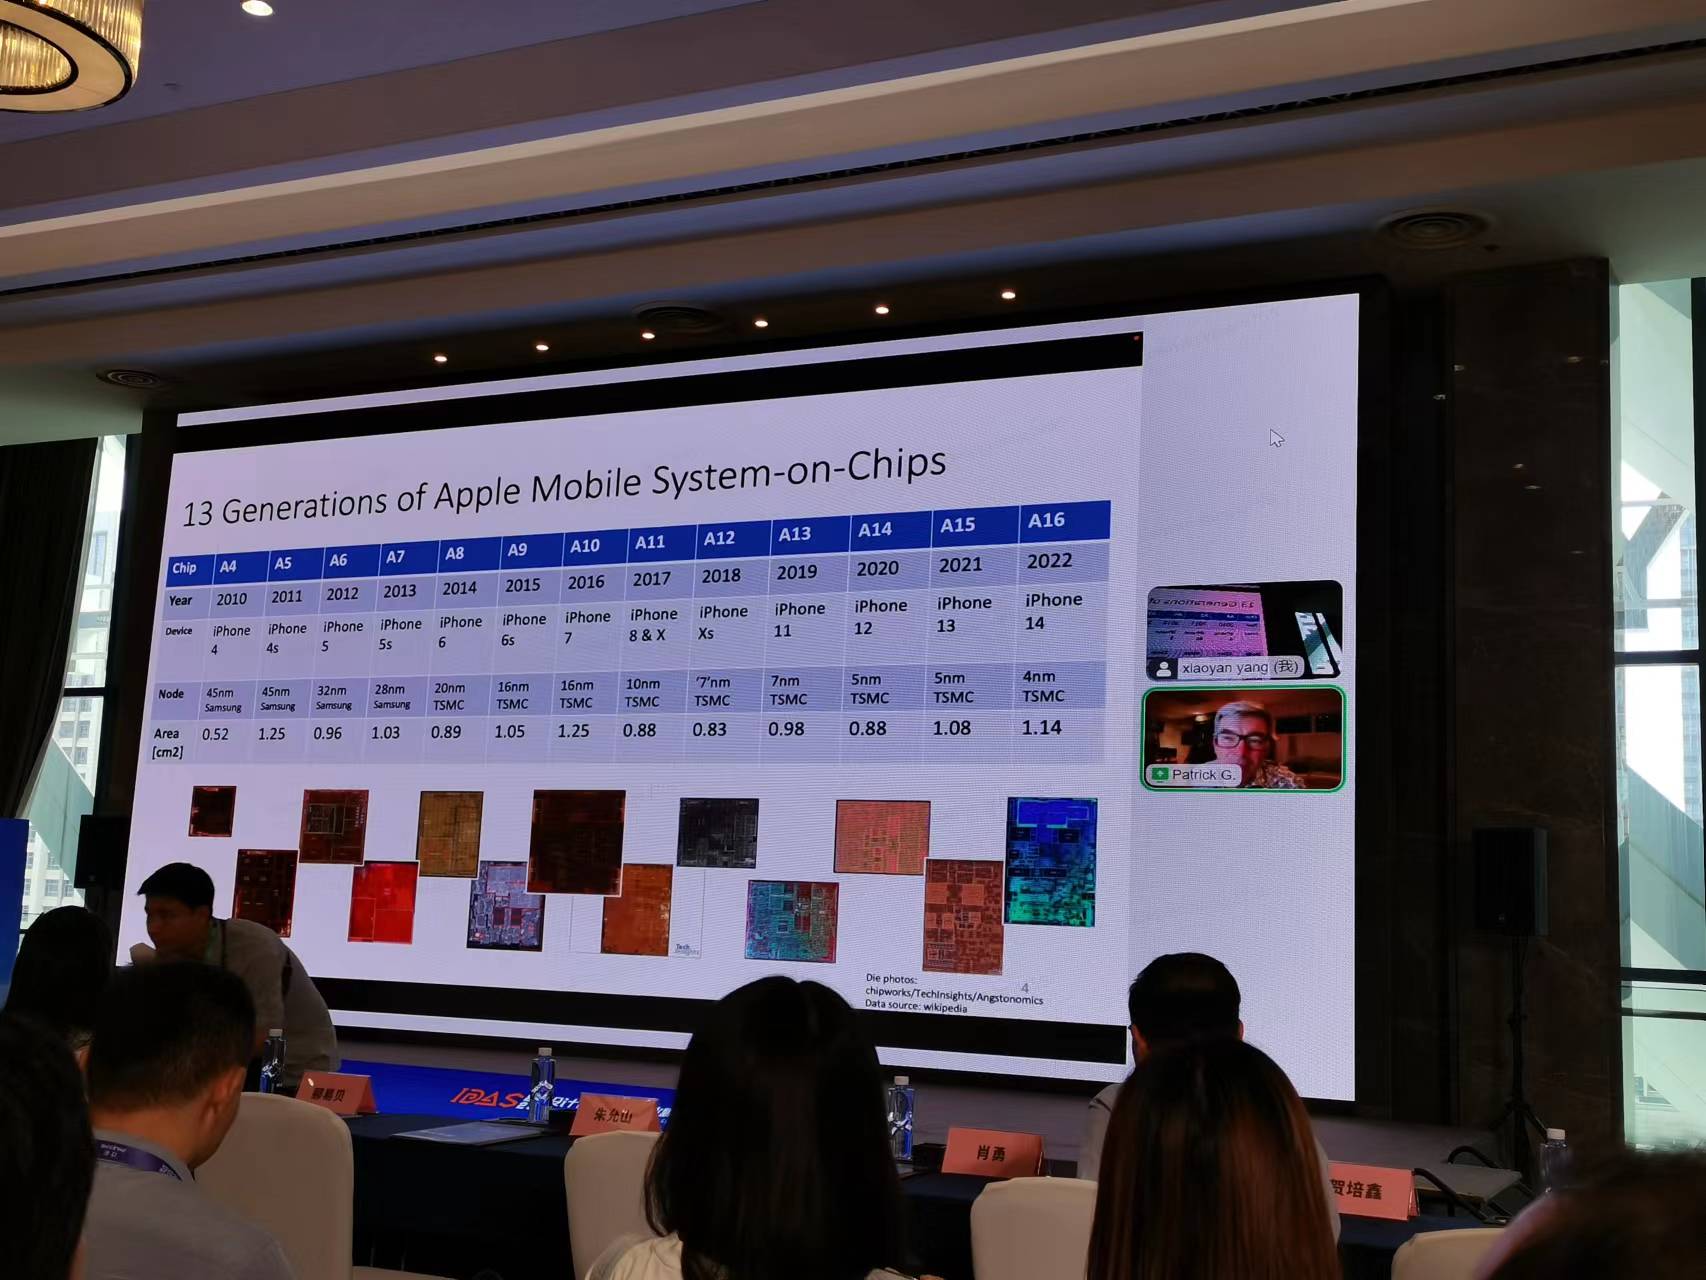 13 Generations of Apple Mobile System-on-Chips
Chip A4 A5 A6 A7 A8 A9 A10 A11 A12 A13 A14 A15 A16
Year 2010 2011 2012 2013 2014 2015 2016 2017 2018 2019 2020 2021 2022
Device iPhone iPhone iPhone iPhone iPhone iPhone iPhone iPhone iPhone iPhone iPhone iPhone iPhone
4 4s 5 5s 6 6s 7 8 & X Xs 11 12 13 14
Node 45nm 45nm 32nm 28nm 20nm 16nm 16nm 10nm '7'nm 7nm 5nm 5nm 4nm
Samsung Samsung Samsung Samsung TSMC TSMC TSMC TSMC TSMC TSMC TSMC TSMC TSMC
Area 0.52 1.25 0.96 1.03 0.89 1.05 1.25 0.88 0.83 0.98 0.88 1.08 1.14
[cm2]
Tech
Insights
Die photos:
chipworks/TechInsights/Angstonomics
Data source: wikipedia
4
13 Generations of
xiaoyan yang (我)
Patrick G.
IDAS
朱允山
肖勇
贺培鑫